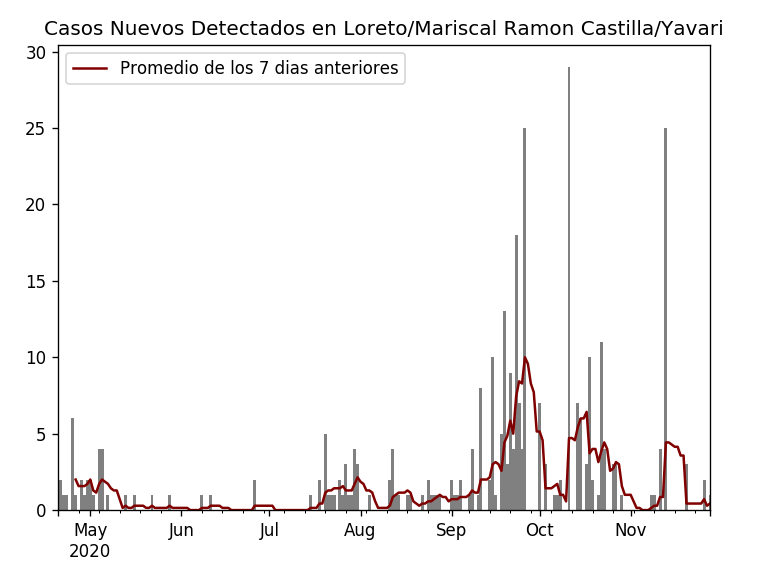 Casos Nuevos Detectados en Loreto/Mariscal Ramon Castilla/Yavari
Promedio de los 7 dias anteriores
30
25
20
15
10
5
0
May Jun Jul Aug Sep Oct Nov
2020